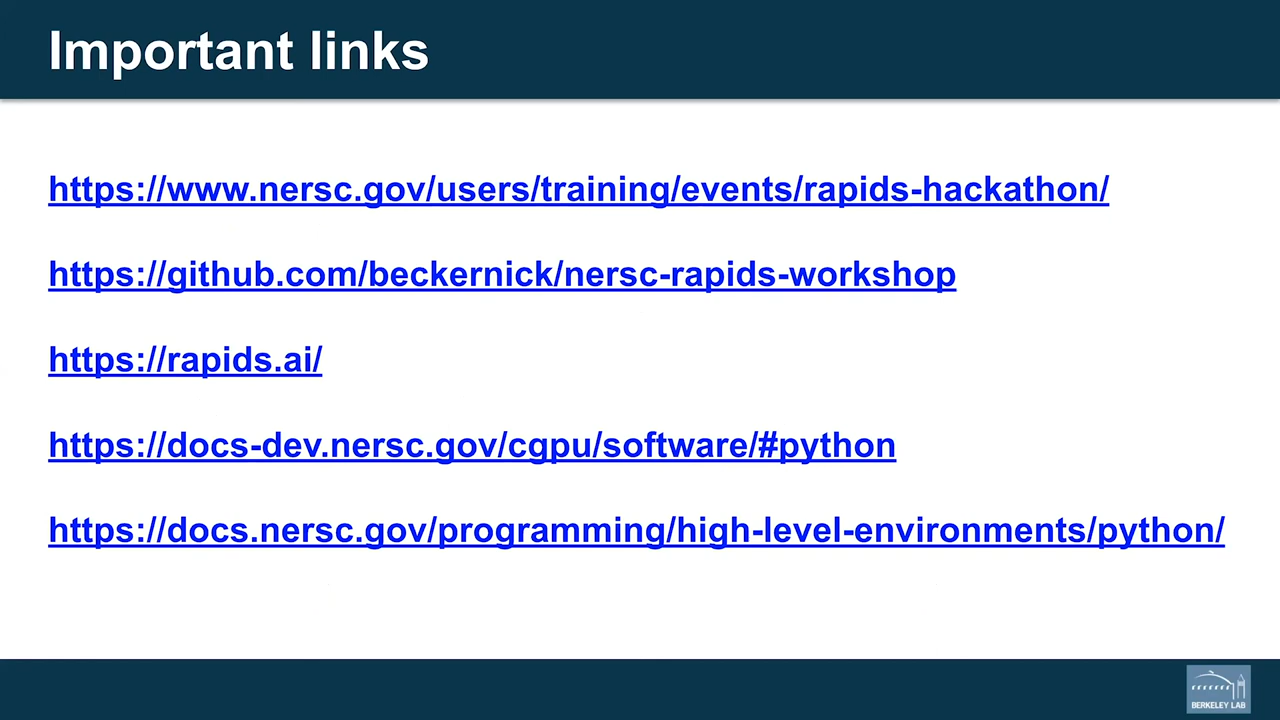 Important links
https://www.nersc.gov/users/training/events/rapids-hackathon/
https://github.com/beckernick/nersc-rapids-workshop
https://rapids.ai/
https://docs-dev.nersc.gov/cgpu/software/#python
https://docs.nersc.gov/programming/high-level-environments/python/
BERKELEY LAB